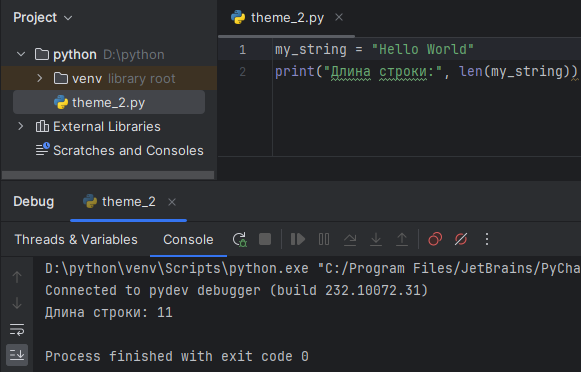 Project
theme_2.py
python D:\python
venv library root
theme_2.py
External Libraries
Scratches and Consoles
1 my_string = "Hello World"
2 print("Длина строки:", len(my_string))
Debug
theme_2
Threads & Variables
Console
D:\python\venv\Scripts\python.exe "C:/Program Files/JetBrains/PyCha
Connected to pydev debugger (build 232.10072.31)
Длина строки: 11
Process finished with exit code 0